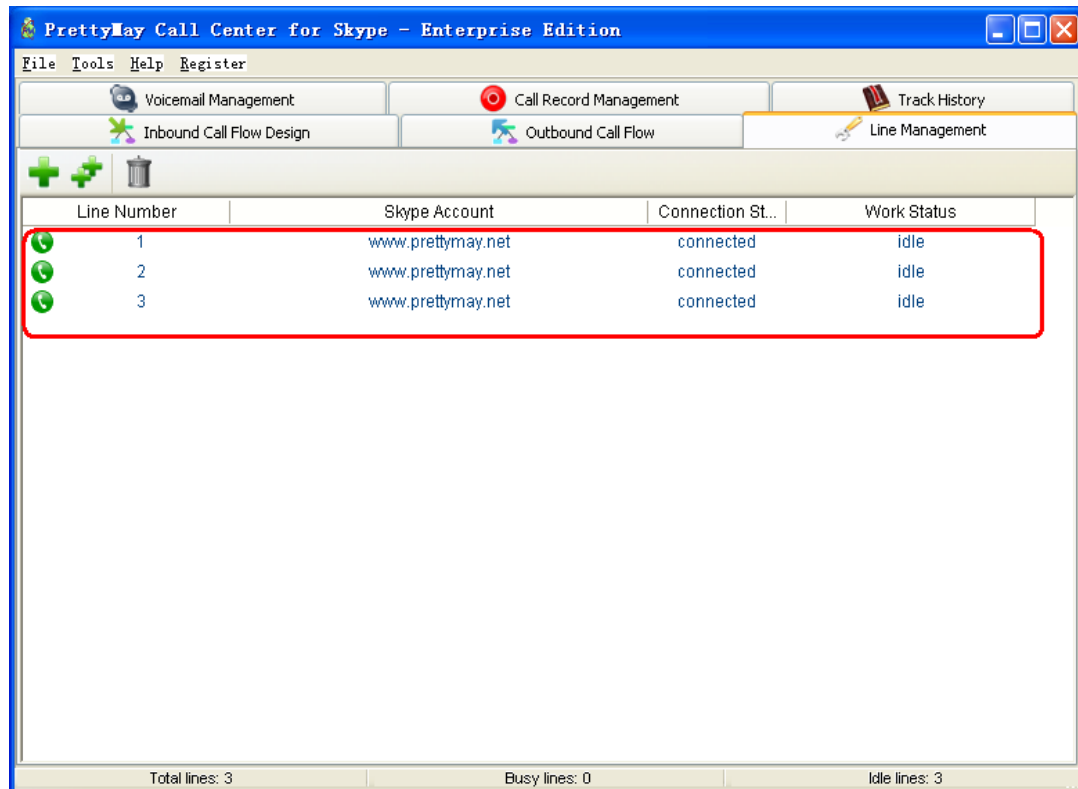 PrettyMay Call Center for Skype - Enterprise Edition
File Tools Help Register
Voicemail Management Call Record Management Track History
Inbound Call Flow Design Outbound Call Flow Line Management
Line Number Skype Account Connection St... Work Status
1 www.prettymay.net connected idle
2 www.prettymay.net connected idle
3 www.prettymay.net connected idle
Total lines: 3 Busy lines: 0 Idle lines: 3